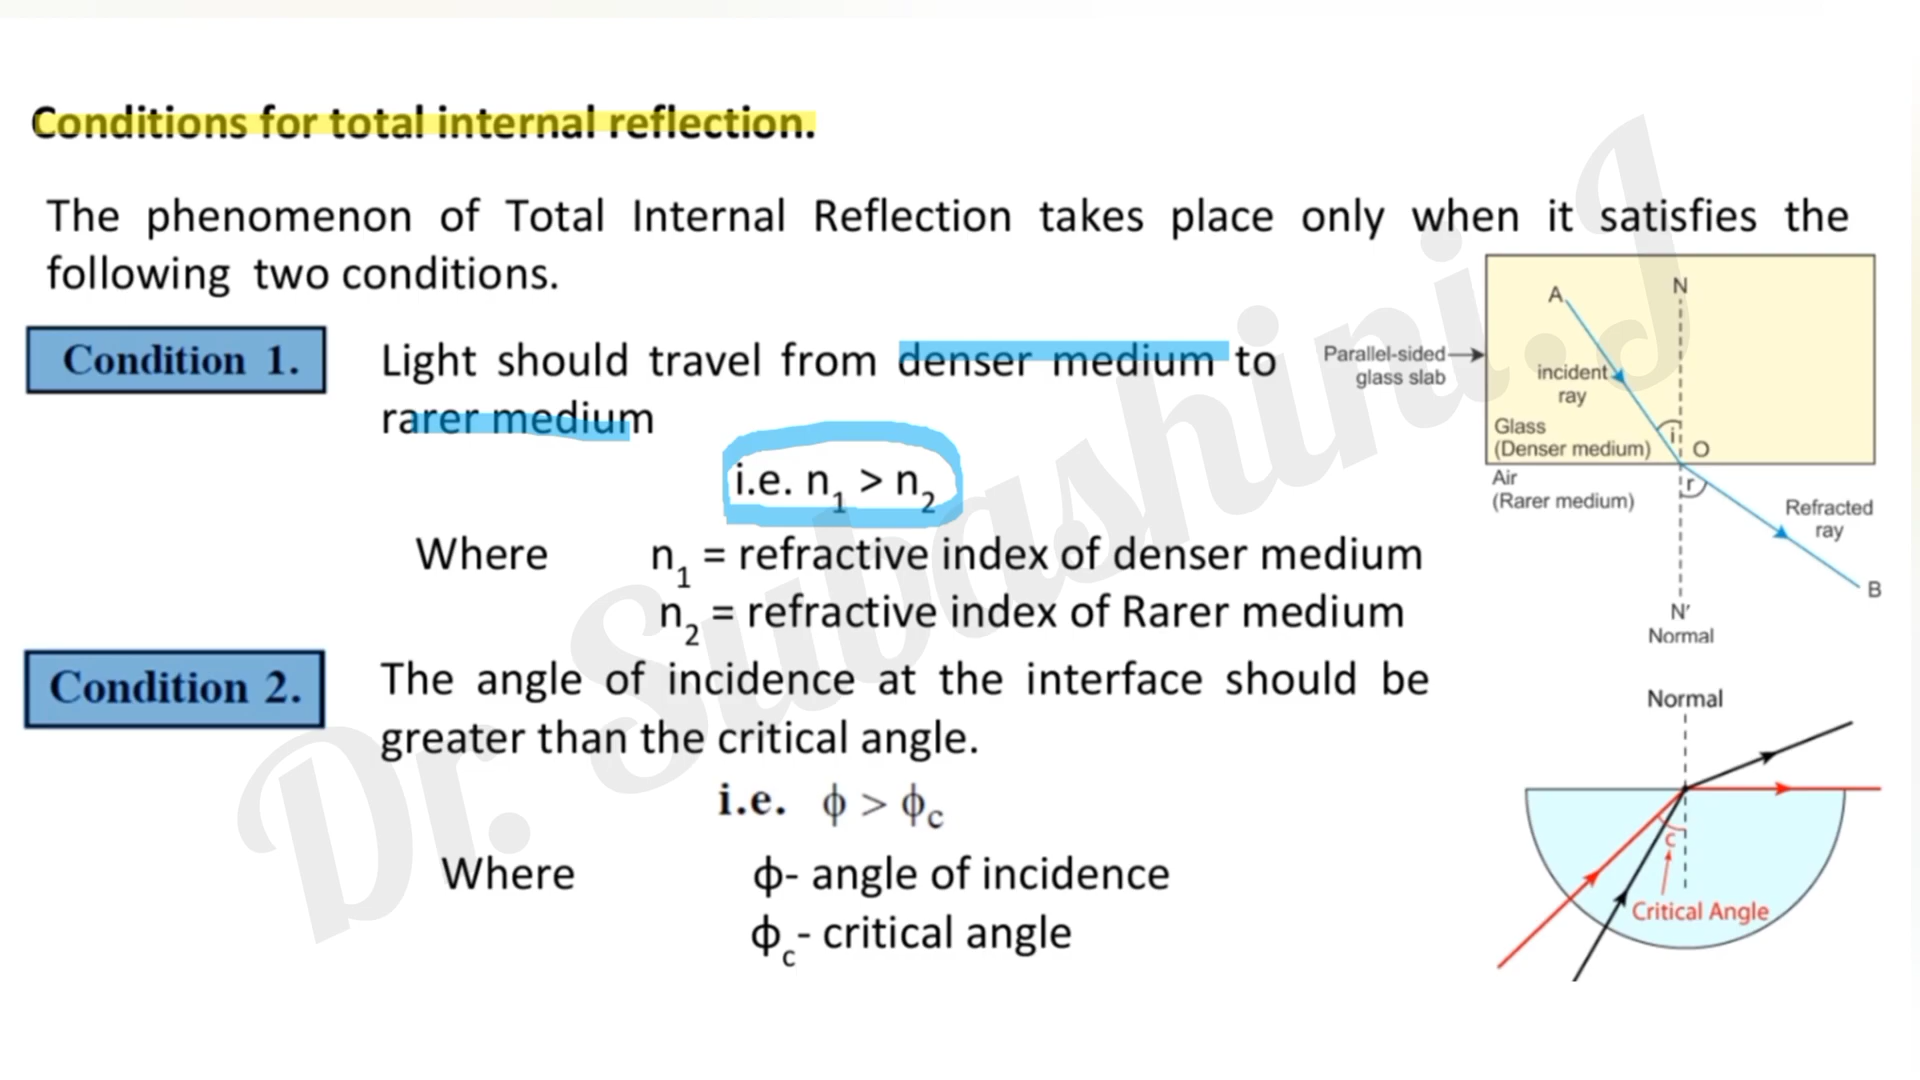 Conditions for total internal reflection.
The phenomenon of Total Internal Reflection takes place only when it satisfies the
following two conditions.
Condition 1.
Light should travel from denser medium to
rarer medium
i.e. n₁ > n₂
Where n₁ = refractive index of denser medium
n₂ = refractive index of Rarer medium
Condition 2.
The angle of incidence at the interface should be
greater than the critical angle.
i.e. ϕ > ϕc
Where ϕ- angle of incidence
ϕc- critical angle
A
N
Parallel-sided
glass slab
incident
ray
i
Glass
(Denser medium)
O
Air
(Rarer medium)
r
Refracted
ray
B
N'
Normal
Normal
c
Critical Angle
Dr. Subashini.J